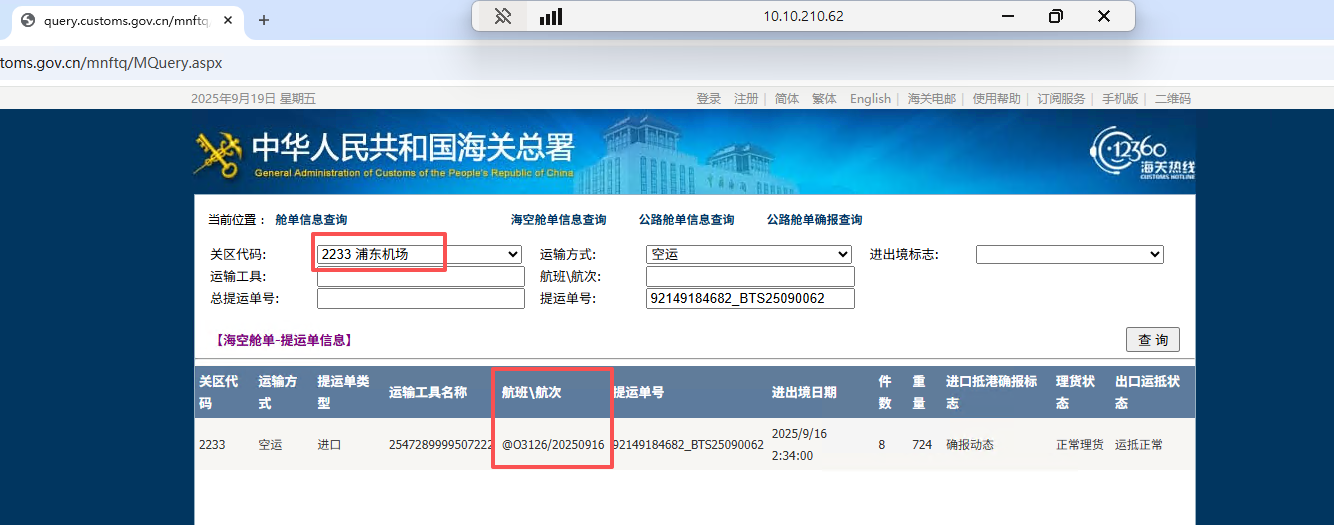 query.customs.gov.cn/mnftq
10.10.210.62
toms.gov.cn/mnftq/MQuery.aspx
2025年9月19日 星期五
登录 注册 | 简体 繁体 English | 海关电邮 | 使用帮助 | 订阅服务 | 手机版 | 二维码
中华人民共和国海关总署
General Administration of Customs of the People's Republic of China
12360
海关热线
CUSTOMS HOTLINE
当前位置: 舱单信息查询 海空舱单信息查询 公路舱单信息查询 公路舱单确报查询
关区代码: 2233 浦东机场 运输方式: 空运 进出境标志:
运输工具: 航班\航次:
总提运单号: 提运单号: 92149184682_BTS25090062
【海空舱单-提运单信息】 查 询
关区代码 运输方式 提运单类型 运输工具名称 航班\航次 提运单号 进出境日期 件数 重量 进口抵港确报标志 理货状态 出口运抵状态
2233 空运 进口 2547289999507222 @O3126/20250916 92149184682_BTS25090062 2025/9/16 2:34:00 8 724 确报动态 正常理货 运抵正常